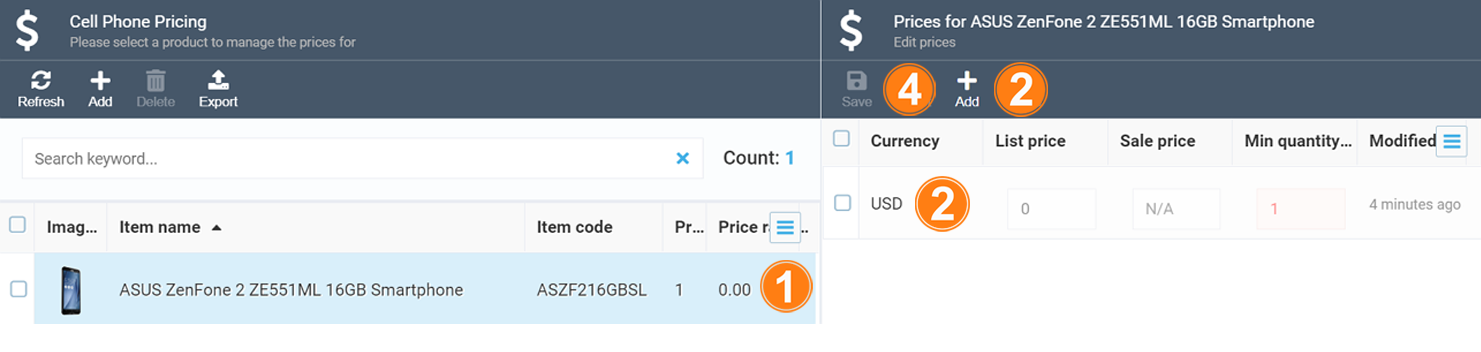 Cell Phone Pricing
Please select a product to manage the prices for
Refresh Add Delete Export
Search keyword... Count: 1
Imag... Item name Item code Pr... Price r ..
ASUS ZenFone 2 ZE551ML 16GB Smartphone ASZF216GBSL 1 0.00 1
Prices for ASUS ZenFone 2 ZE551ML 16GB Smartphone
Edit prices
Save 4 Add 2
Currency List price Sale price Min quantity... Modified
USD 2 0 N/A 1 4 minutes ago